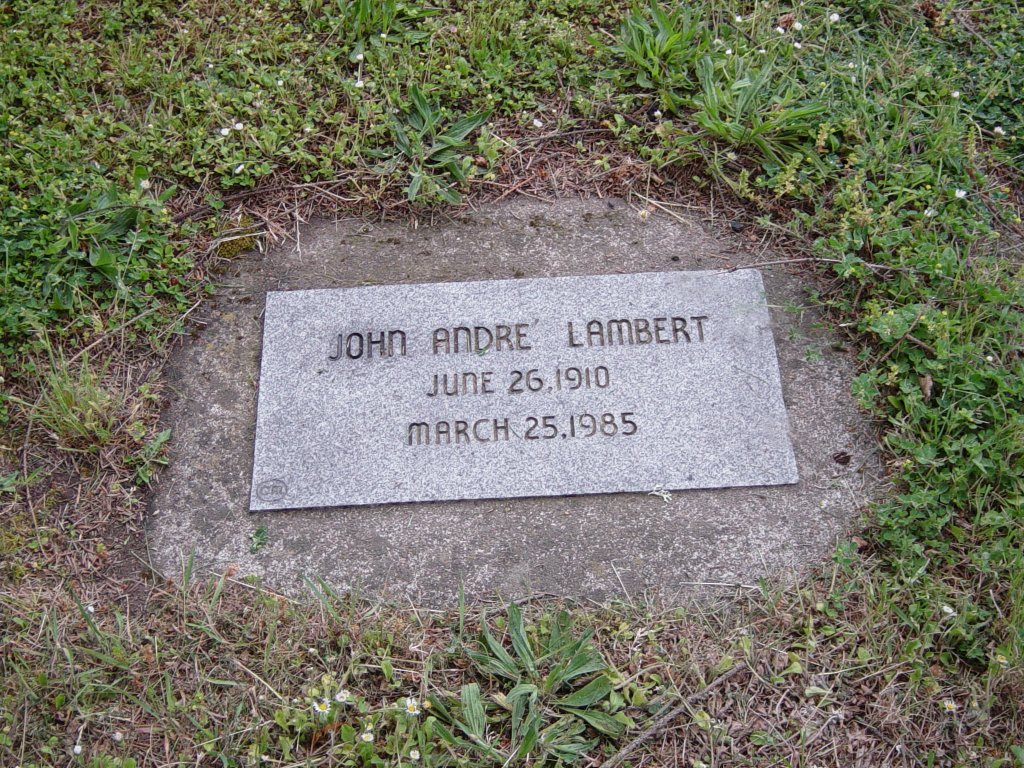 JOHN ANDRE´ LAMBERT
JUNE 26,1910
MARCH 25,1985